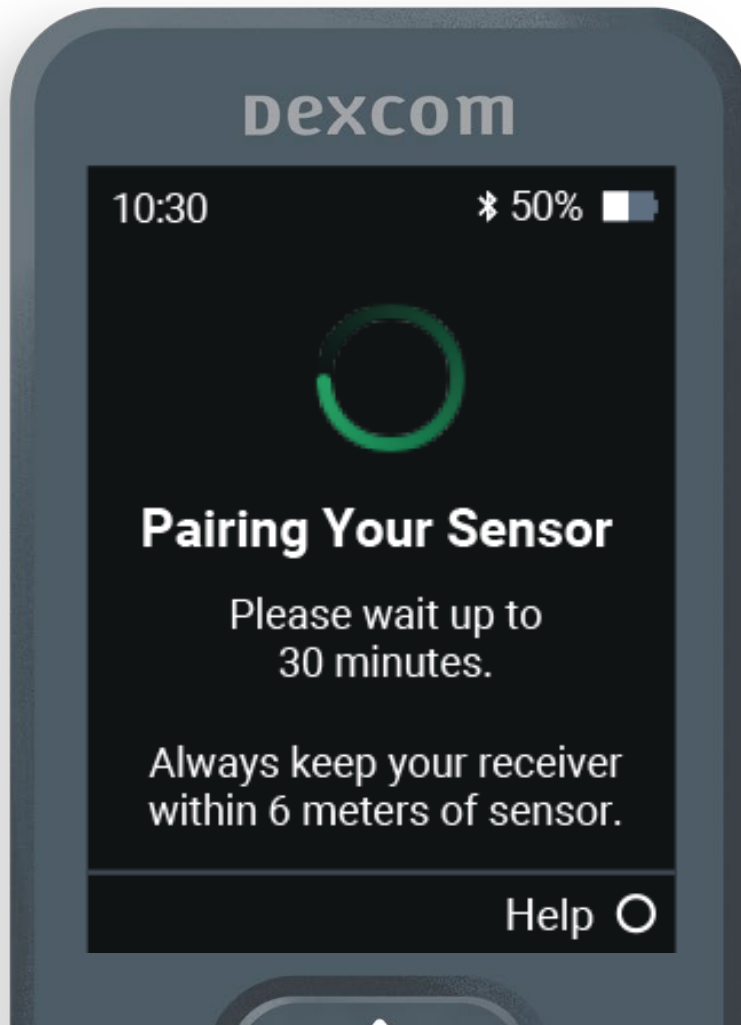 Dexcom
10:30 50%
Pairing Your Sensor
Please wait up to
30 minutes.
Always keep your receiver
within 6 meters of sensor.
Help